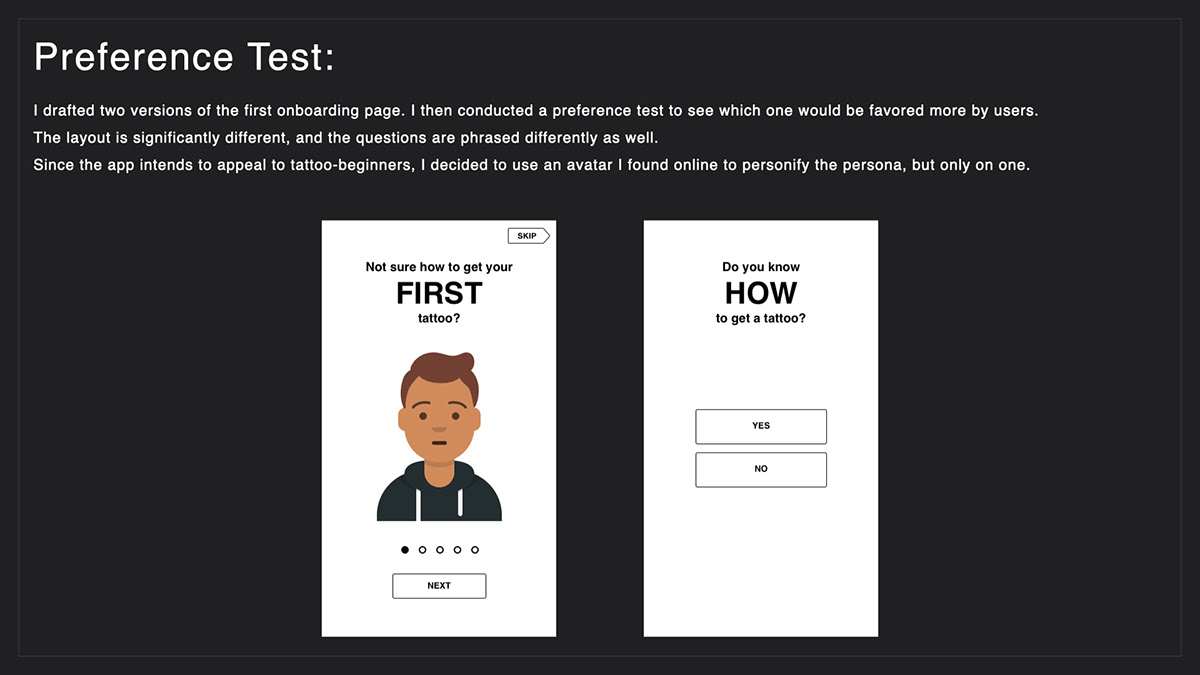 Preference Test:
I drafted two versions of the first onboarding page. I then conducted a preference test to see which one would be favored more by users.
The layout is significantly different, and the questions are phrased differently as well.
Since the app intends to appeal to tattoo-beginners, I decided to use an avatar I found online to personify the persona, but only on one.
SKIP
Not sure how to get your
FIRST
tattoo?
NEXT
Do you know
HOW
to get a tattoo?
YES
NO